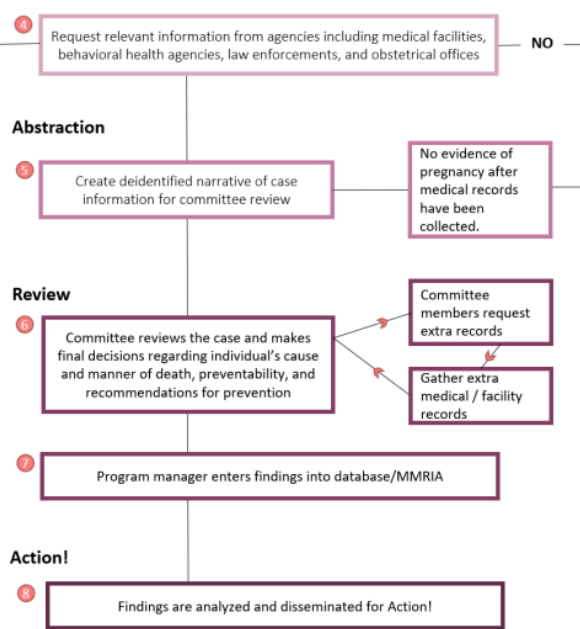 4
Request relevant information from agencies including medical facilities,
behavioral health agencies, law enforcements, and obstetrical offices
NO
Abstraction
5
Create deidentified narrative of case
information for committee review
No evidence of
pregnancy after
medical records
have been
collected.
Review
6
Committee reviews the case and makes
final decisions regarding individual's cause
and manner of death, preventability, and
recommendations for prevention
Committee
members request
extra records
Gather extra
medical / facility
records
7
Program manager enters findings into database/MMRIA
Action!
8
Findings are analyzed and disseminated for Action!